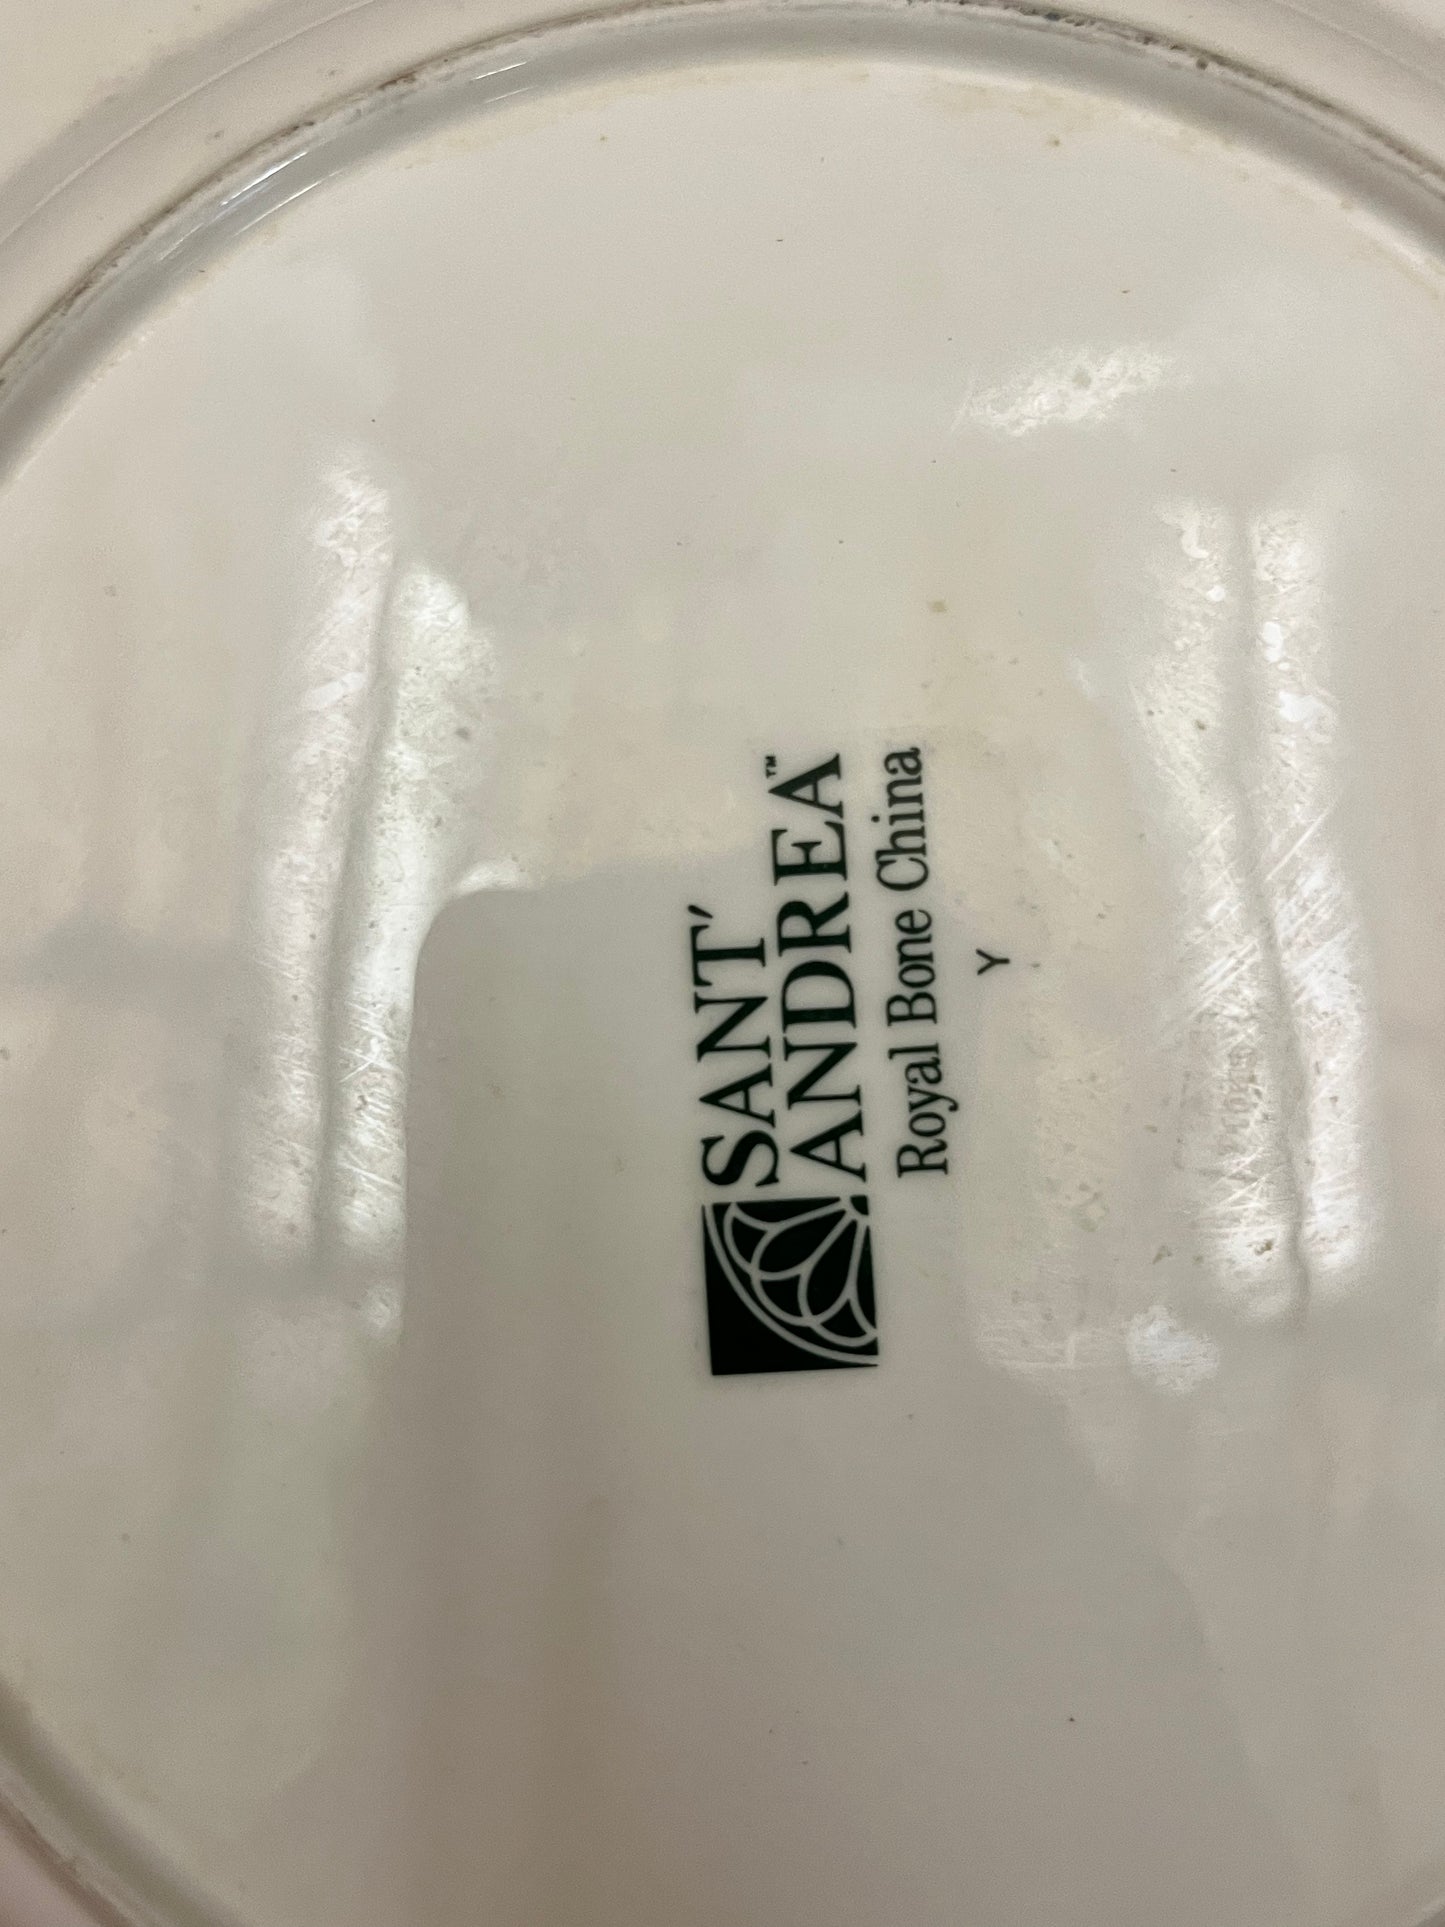 SANT'
ANDREA™
Royal Bone China
Y